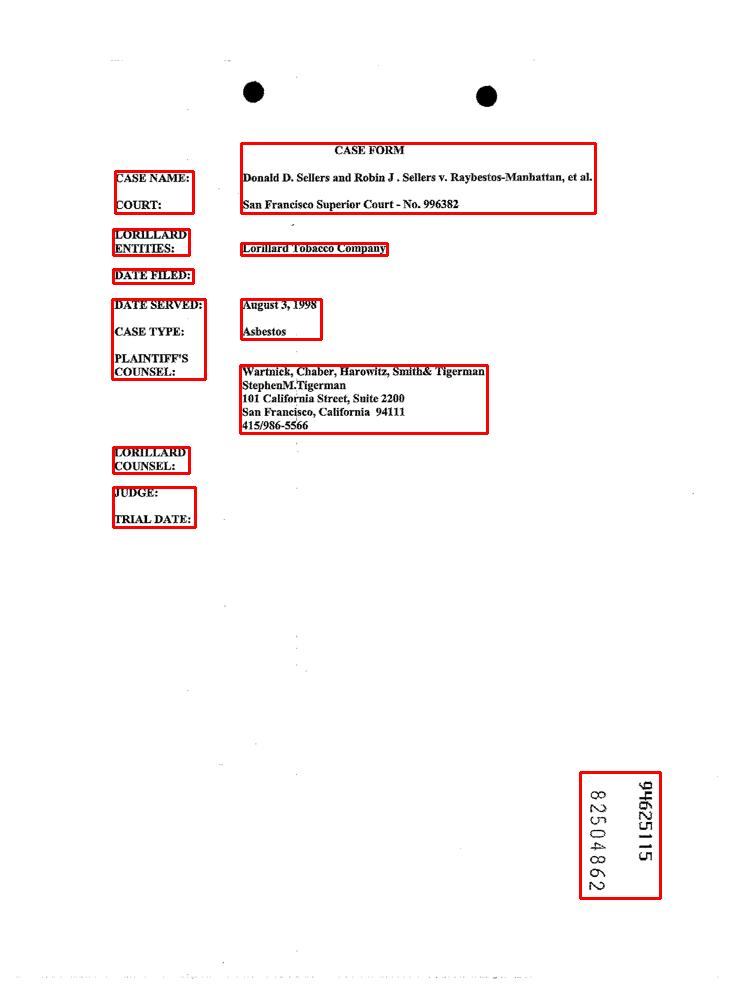 CASE FORM
CASE NAME: Donald D. Sellers and Robin J . Sellers v. Raybestos-Manhattan, et al.
COURT: San Francisco Superior Court - No. 996382
LORILLARD
ENTITIES: Lorillard Tobacco Company
DATE FILED:
DATE SERVED: August 3, 1998
CASE TYPE: Asbestos
PLAINTIFF'S
COUNSEL: Wartnick, Chaber, Harowitz, Smith& Tigerman
StephenM.Tigerman
101 California Street, Suite 2200
San Francisco, California 94111
415/986-5566
LORILLARD
COUNSEL:
JUDGE:
TRIAL DATE:
94625115
82504862